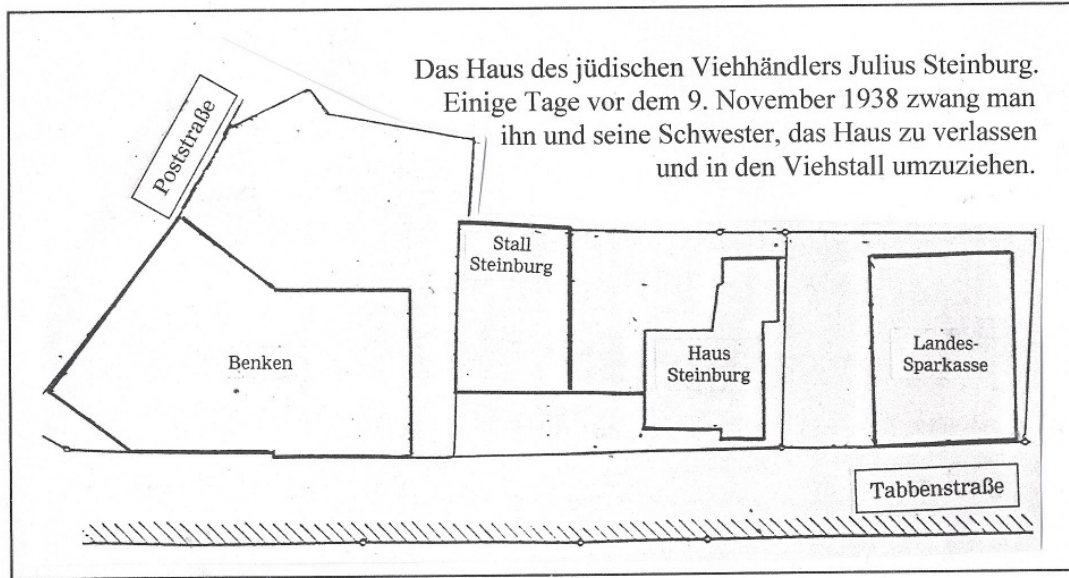 Das Haus des jüdischen Viehhändlers Julius Steinburg.
Einige Tage vor dem 9. November 1938 zwang man
ihn und seine Schwester, das Haus zu verlassen
und in den Viehstall umzuziehen.
Poststraße
Stall
Steinburg
Benken
Haus
Steinburg
Landes-
Sparkasse
Tabbenstraße